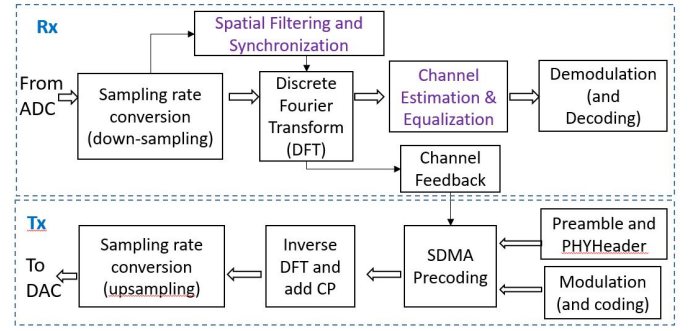 Rx
Spatial Filtering and
Synchronization
From
ADC
Sampling rate
conversion
(down-sampling)
Discrete
Fourier
Transform
(DFT)
Channel
Estimation &
Equalization
Demodulation
(and
Decoding)
Channel
Feedback
Tx
To
DAC
Sampling rate
conversion
(upsampling)
Inverse
DFT and
add CP
SDMA
Precoding
Preamble and
PHYHeader
Modulation
(and coding)